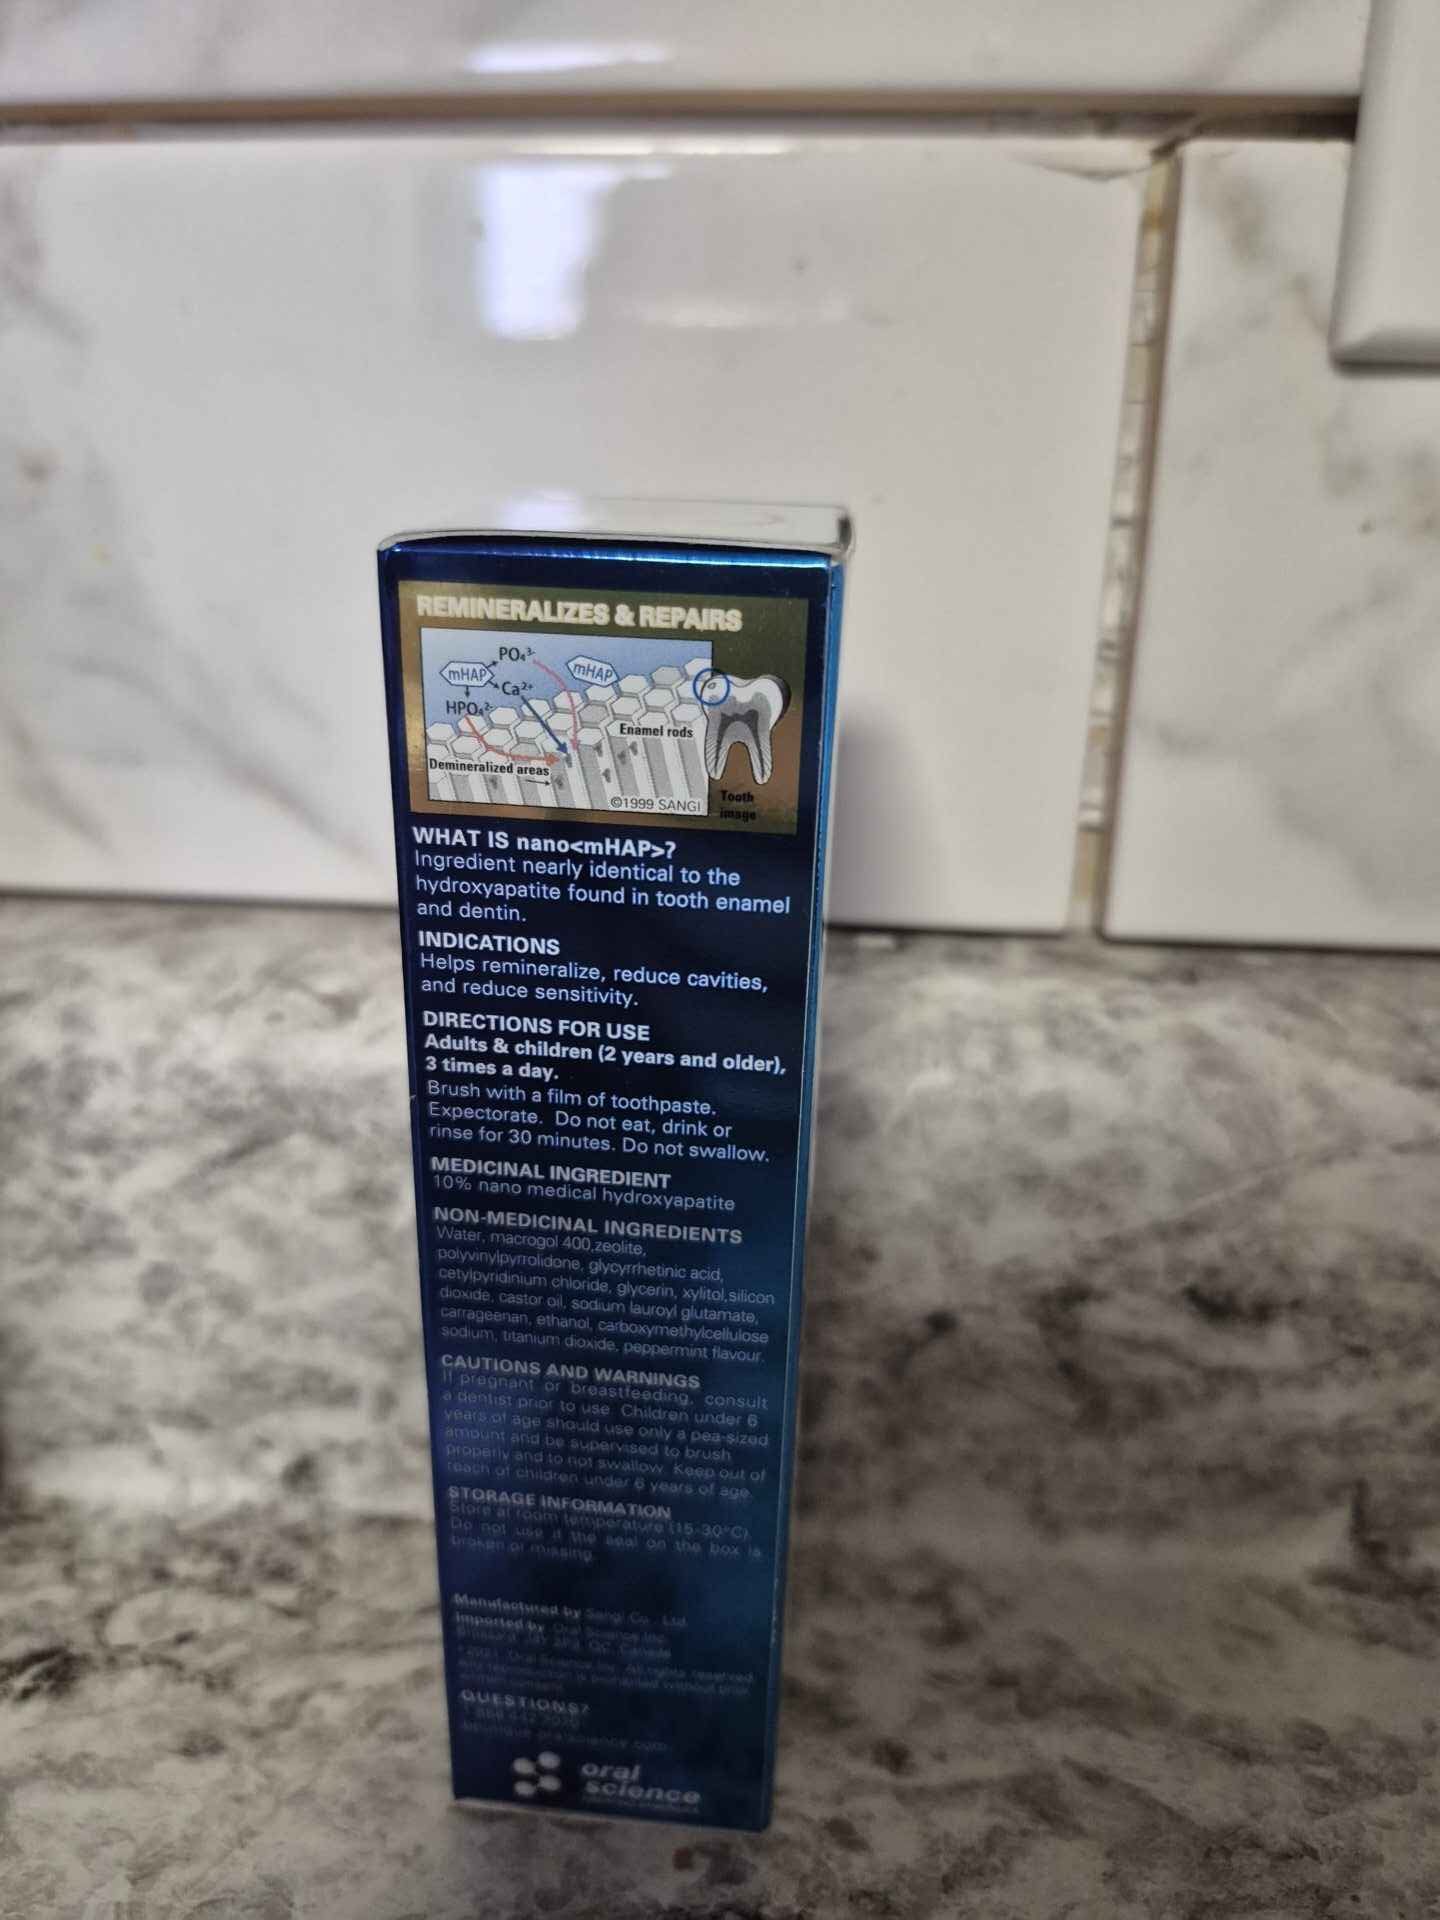 REMINERALIZES & REPAIRS
PO₄³⁻
mHAP
mHAP
Ca²⁺
HPO₄²⁻
Enamel rods
Demineralized areas
©1999 SANGI
Tooth
image
WHAT IS nano<mHAP>?
Ingredient nearly identical to the
hydroxyapatite found in tooth enamel
and dentin.
INDICATIONS
Helps remineralize, reduce cavities,
and reduce sensitivity.
DIRECTIONS FOR USE
Adults & children (2 years and older),
3 times a day.
Brush with a film of toothpaste.
Expectorate. Do not eat, drink or
rinse for 30 minutes. Do not swallow.
MEDICINAL INGREDIENT
10% nano medical hydroxyapatite
NON-MEDICINAL INGREDIENTS
Water, macrogol 400,zeolite,
polyvinylpyrrolidone, glycyrrhetinic acid,
cetylpyridinium chloride, glycerin, xylitol,silicon
dioxide, castor oil, sodium lauroyl glutamate,
carrageenan, ethanol, carboxymethylcellulose
sodium, titanium dioxide, peppermint flavour.
CAUTIONS AND WARNINGS
If pregnant or breastfeeding, consult
a dentist prior to use. Children under 6
years of age should use only a pea-sized
amount and be supervised to brush
properly and to not swallow. Keep out of
reach of children under 6 years of age.
STORAGE INFORMATION
Store at room temperature (15-30°C).
Do not use if the seal on the box is
broken or missing.
Manufactured by Sangi Co., Ltd.
Imported by Oral Science Inc.
QC, Canada
Oral Science Inc. All rights reserved.
QUESTIONS?
oral
science